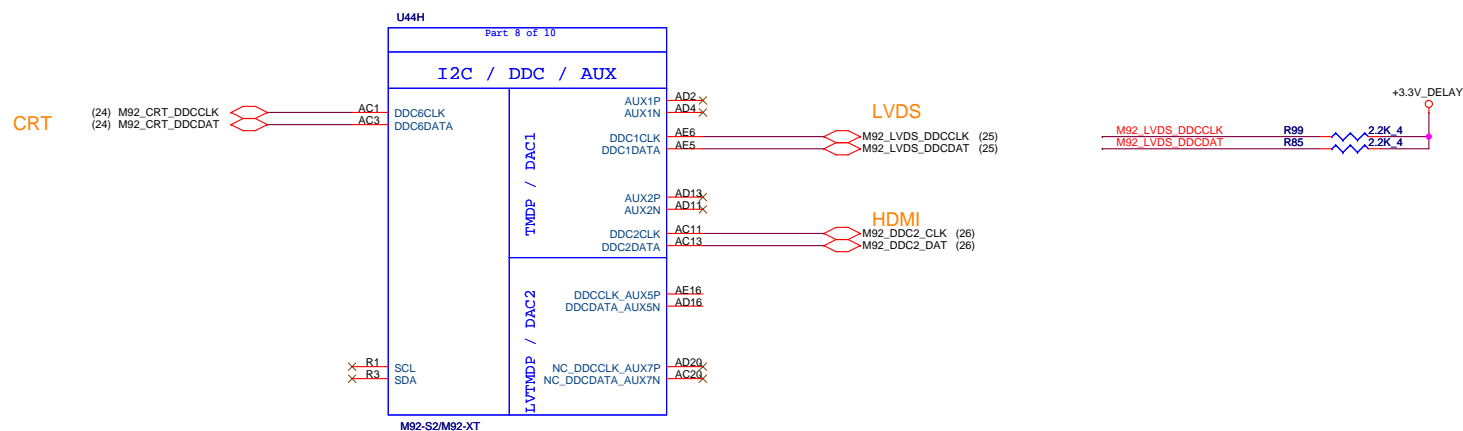 U44H
Part 8 of 10
I2C / DDC / AUX
CRT
(24) M92_CRT_DDCCLK
(24) M92_CRT_DDCDAT
AC1
AC3
DDC6CLK
DDC6DATA
R1
R3
SCL
SDA
TMDP / DAC1
AUX1P AD2
AUX1N AD4
DDC1CLK AE6
DDC1DATA AE5
AUX2P AD13
AUX2N AD11
DDC2CLK AC11
DDC2DATA AC13
LVTMDP / DAC2
DDCCLK_AUX5P AE16
DDCDATA_AUX5N AD16
NC_DDCCLK_AUX7P AD20
NC_DDCDATA_AUX7N AC20
M92-S2/M92-XT
LVDS
M92_LVDS_DDCCLK (25)
M92_LVDS_DDCDAT (25)
HDMI
M92_DDC2_CLK (26)
M92_DDC2_DAT (26)
+3.3V_DELAY
M92_LVDS_DDCCLK R99 2.2K_4
M92_LVDS_DDCDAT R85 2.2K_4